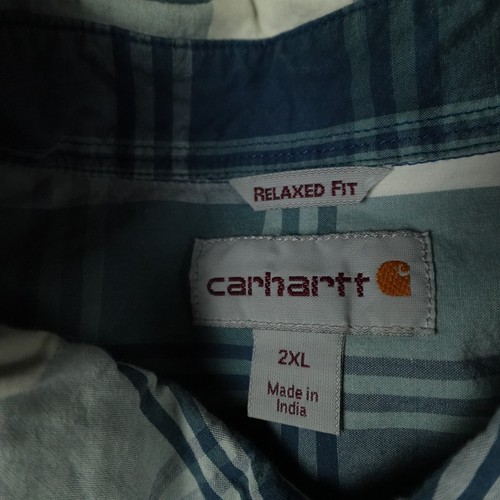 RELAXED FIT
carhartt
2XL
Made in
India